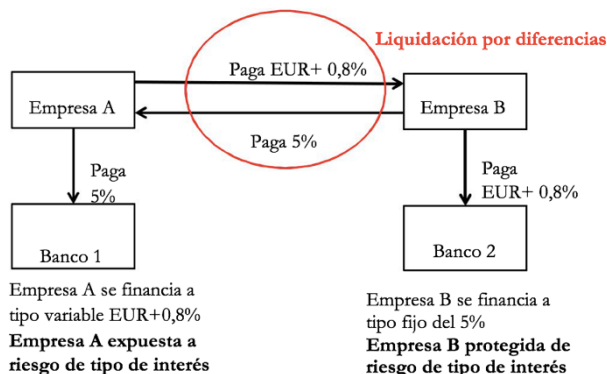 Liquidación por diferencias
Paga EUR+ 0,8%
Empresa A
Empresa B
Paga 5%
Paga
5%
Paga
EUR+ 0,8%
Banco 1
Banco 2
Empresa A se financia a
tipo variable EUR+0,8%
Empresa A expuesta a
riesgo de tipo de interés
Empresa B se financia a
tipo fijo del 5%
Empresa B protegida de
riesgo de tipo de interés